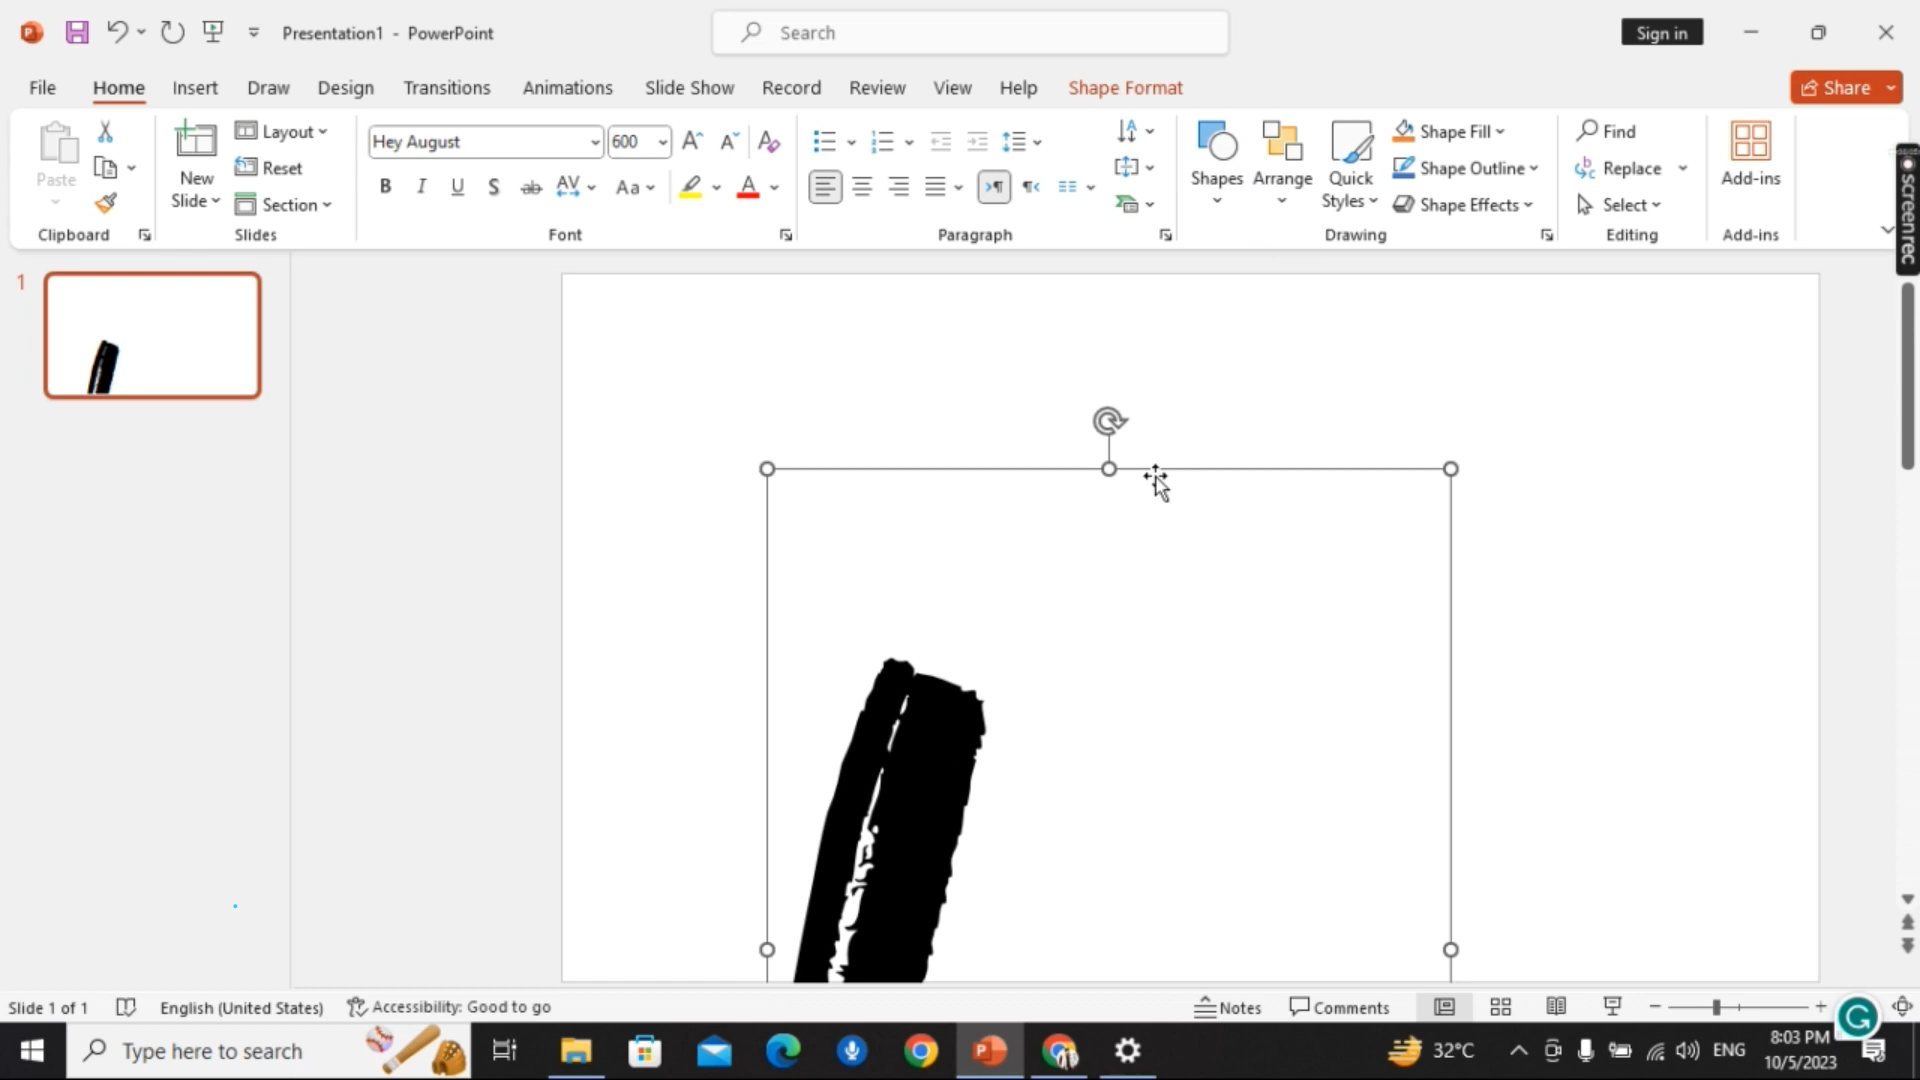 Presentation1 - PowerPoint
Search
Sign in
File Home Insert Draw Design Transitions Animations Slide Show Record Review View Help Shape Format
Share
Paste
Clipboard
New Slide
Layout
Reset
Section
Slides
Hey August 600
B I U S ab AV Aa A
Font
Paragraph
Shapes
Arrange
Quick Styles
Shape Fill
Shape Outline
Shape Effects
Drawing
Find
Replace
Select
Editing
Add-ins
Add-ins
screenrec
1
Slide 1 of 1 English (United States) Accessibility: Good to go Notes Comments
Type here to search
32°C
ENG
8:03 PM
10/5/2023